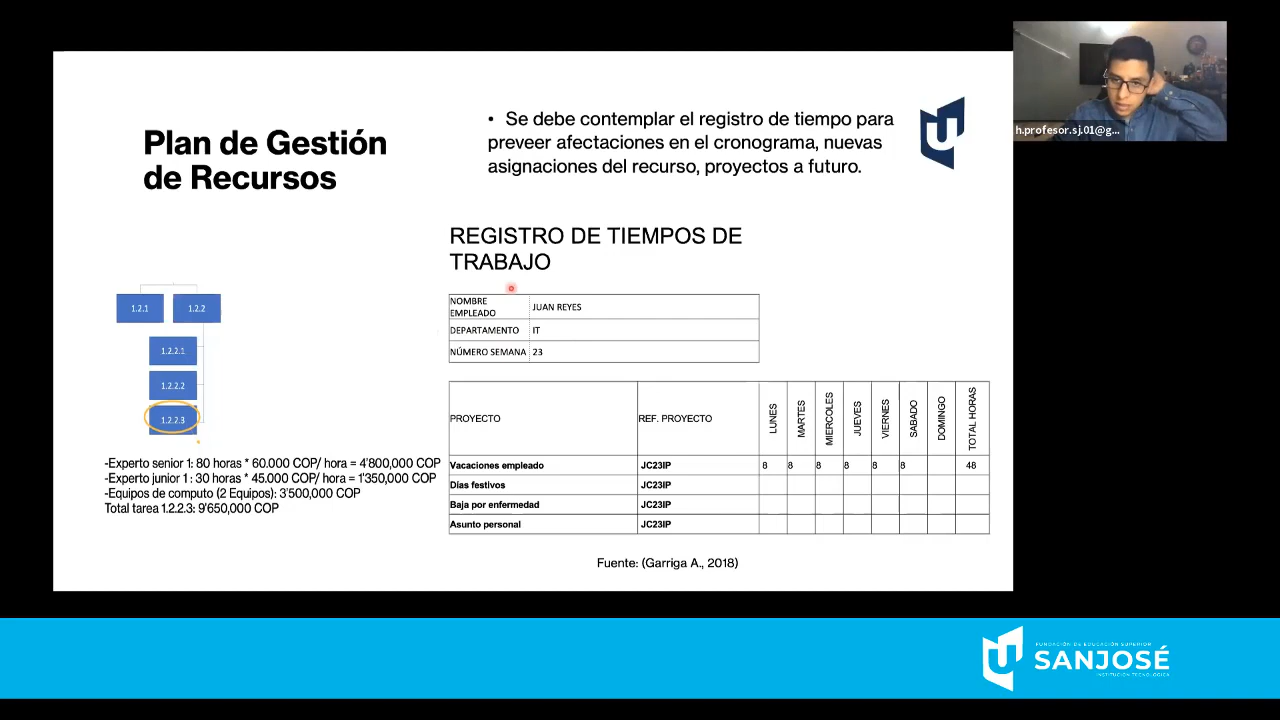 h.profesor.sj.01@g...
Plan de Gestión
de Recursos
• Se debe contemplar el registro de tiempo para
preveer afectaciones en el cronograma, nuevas
asignaciones del recurso, proyectos a futuro.
1.2.1
1.2.2
1.2.2.1
1.2.2.2
1.2.2.3
-Experto senior 1: 80 horas * 60.000 COP/ hora = 4'800,000 COP
-Experto junior 1 : 30 horas * 45.000 COP/ hora = 1'350,000 COP
-Equipos de computo (2 Equipos): 3'500,000 COP
Total tarea 1.2.2.3: 9'650,000 COP
REGISTRO DE TIEMPOS DE
TRABAJO
NOMBRE
EMPLEADO
JUAN REYES
DEPARTAMENTO IT
NÚMERO SEMANA 23
PROYECTO REF. PROYECTO LUNES MARTES MIERCOLES JUEVES VIERNES SABADO DOMINGO TOTAL HORAS
Vacaciones empleado JC23IP 8 8 8 8 8 8 48
Dias festivos JC23IP
Baja por enfermedad JC23IP
Asunto personal JC23IP
Fuente: (Garriga A., 2018)
FUNDACIÓN DE EDUCACIÓN SUPERIOR
SANJOSÉ
INSTITUCIÓN TECNOLÓGICA